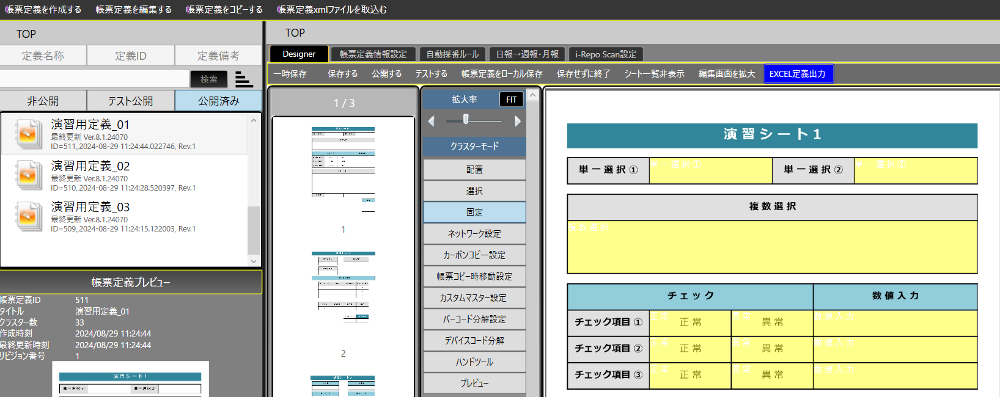 帳票定義を作成する 帳票定義を編集する 帳票定義をコピーする 帳票定義xmlファイルを取込む
TOP
定義名称 定義ID 定義備考
検索
非公開 テスト公開 公開済み
演習用定義_01
最終更新 Ver.8.1.24070
ID=511,,2024-08-29 11:24:44.022746, Rev.1
演習用定義_02
最終更新 Ver.8.1.24070
ID=510,,2024-08-29 11:24:28.520397, Rev.1
演習用定義_03
最終更新 Ver.8.1.24070
ID=509,,2024-08-29 11:24:15.122003, Rev.1
帳票定義プレビュー
帳票定義ID 511
タイトル 演習用定義_01
クラスター数 33
作成時刻 2024/08/29 11:24:44
最終更新時刻 2024/08/29 11:24:44
リビジョン番号 1
演習シート1
単一選択① 単一選択②
TOP
Designer 帳票定義情報設定 自動採番ルール 日報→週報・月報 i-Repo Scan設定
一時保存 保存する 公開する テストする 帳票定義をローカル保存 保存せずに終了 シート一覧非表示 編集画面を拡大 EXCEL定義出力
1 / 3
1
2
拡大率 FIT
クラスターモード
配置
選択
固定
ネットワーク設定
カーボンコピー設定
帳票コピー時移動設定
カスタムマスター設定
バーコード分解設定
デバイスコード分解
ハンドツール
プレビュー
演習シート1
単一選択① 単一選択① 単一選択② 単一選択②
複数選択
複数選択
チェック 数値入力
チェック項目① 正常 正常 異常 異常 数値入力
チェック項目② 正常 正常 異常 異常 数値入力
チェック項目③ 正常 正常 異常 異常 数値入力